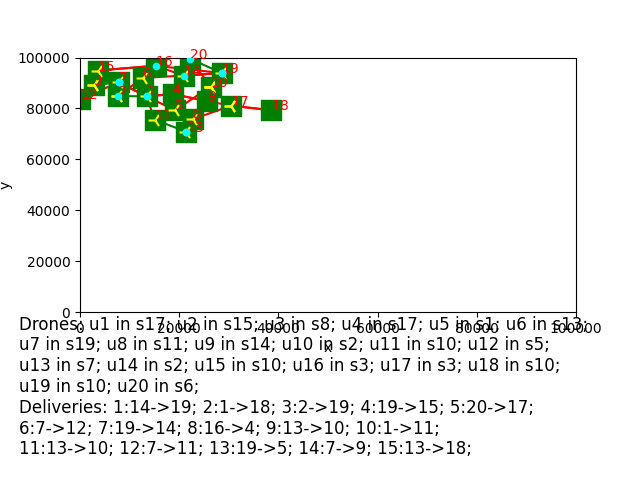 20
16
15
19
18
17
100000
80000
60000
40000
20000
0
y
0 20000 40000 60000 80000 100000
x
Drones: u1 in s17; u2 in s15; u3 in s8; u4 in s17; u5 in s1; u6 in s13;
u7 in s19; u8 in s11; u9 in s14; u10 in s2; u11 in s10; u12 in s5;
u13 in s7; u14 in s2; u15 in s10; u16 in s3; u17 in s3; u18 in s10;
u19 in s10; u20 in s6;
Deliveries: 1:14->19; 2:1->18; 3:2->19; 4:19->15; 5:20->17;
6:7->12; 7:19->14; 8:16->4; 9:13->10; 10:1->11;
11:13->10; 12:7->11; 13:19->5; 14:7->9; 15:13->18;